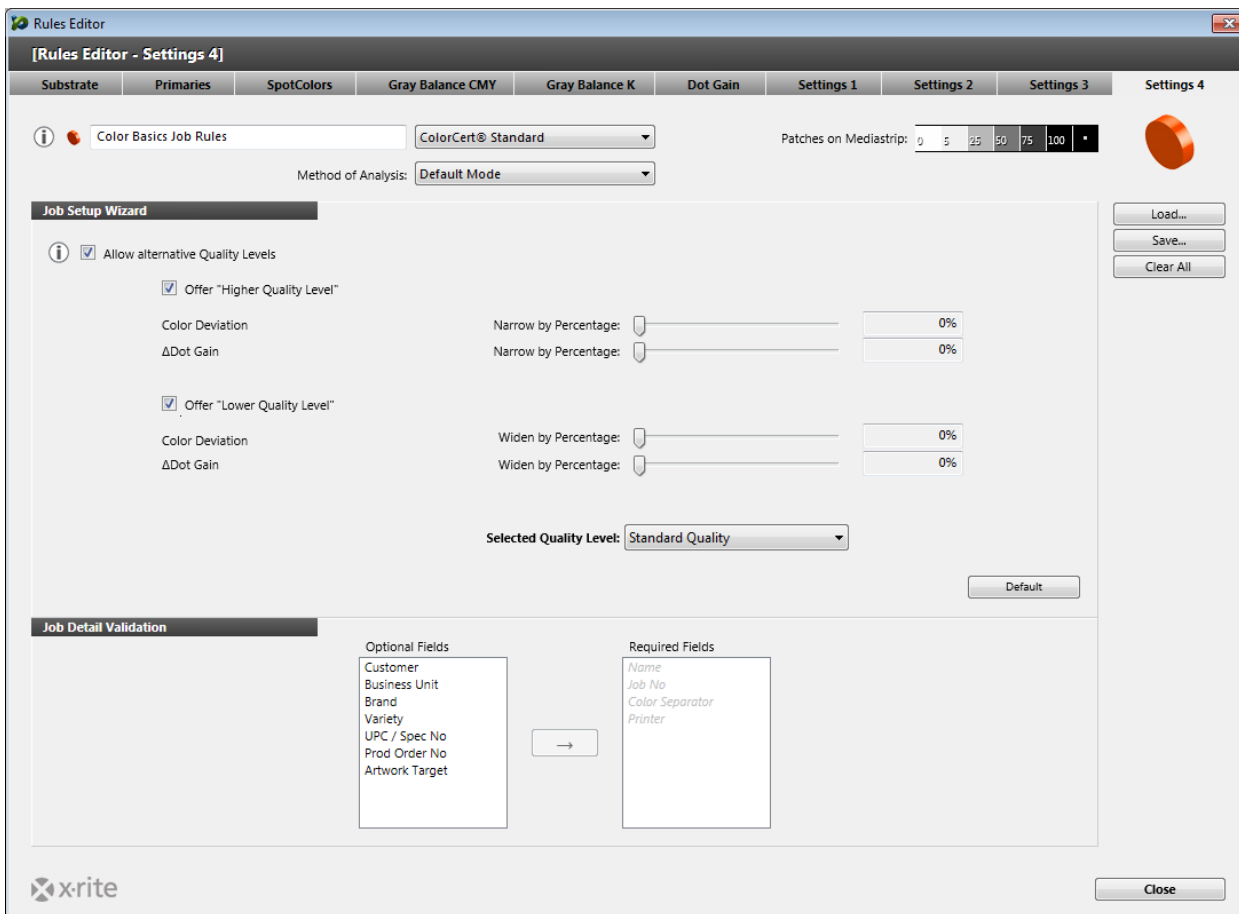 Rules Editor
[Rules Editor - Settings 4]
Substrate Primaries SpotColors Gray Balance CMY Gray Balance K Dot Gain Settings 1 Settings 2 Settings 3 Settings 4
Color Basics Job Rules ColorCert® Standard Patches on Mediastrip: 0 5 25 50 75 100 *
Method of Analysis: Default Mode
Job Setup Wizard
Load...
Save...
Clear All
Allow alternative Quality Levels
Offer "Higher Quality Level"
Color Deviation Narrow by Percentage: 0%
ΔDot Gain Narrow by Percentage: 0%
Offer "Lower Quality Level"
Color Deviation Widen by Percentage: 0%
ΔDot Gain Widen by Percentage: 0%
Selected Quality Level: Standard Quality
Default
Job Detail Validation
Optional Fields
Customer
Business Unit
Brand
Variety
UPC / Spec No
Prod Order No
Artwork Target
→
Required Fields
Name
Job No
Color Separator
Printer
x·rite
Close